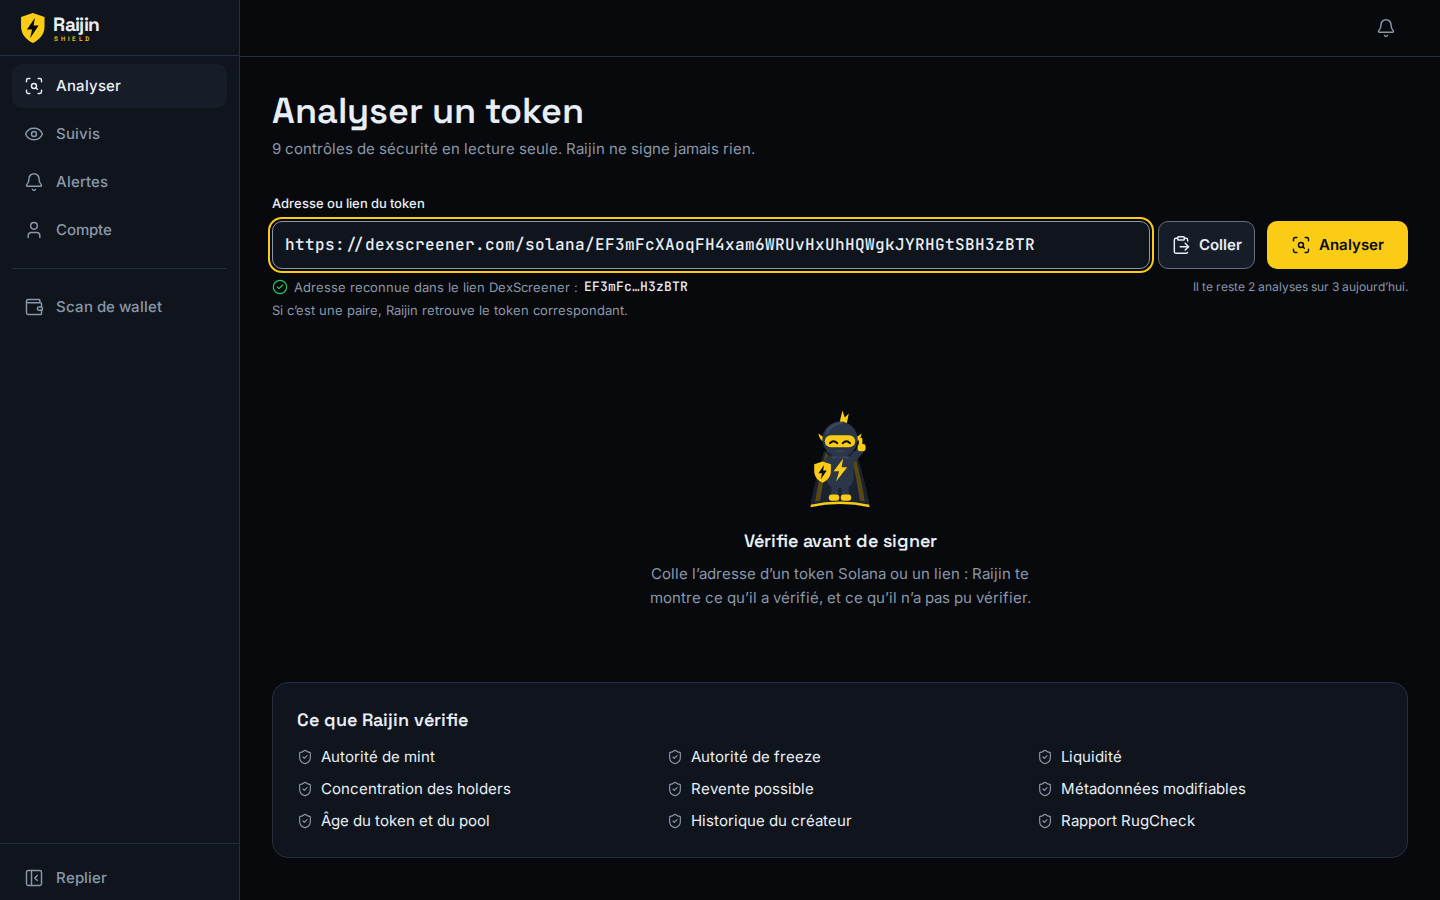 Raijin
SHIELD
Analyser
Suivis
Alertes
Compte
Scan de wallet
Replier
Analyser un token
9 contrôles de sécurité en lecture seule. Raijin ne signe jamais rien.
Adresse ou lien du token
https://dexscreener.com/solana/EF3mFcXAoqFH4xam6WRUvHxUhHQWgkJYRHGtSBH3zBTR
Coller
Analyser
Adresse reconnue dans le lien DexScreener : EF3mFc…H3zBTR
Il te reste 2 analyses sur 3 aujourd’hui.
Si c’est une paire, Raijin retrouve le token correspondant.
Vérifie avant de signer
Colle l’adresse d’un token Solana ou un lien : Raijin te
montre ce qu’il a vérifié, et ce qu’il n’a pas pu vérifier.
Ce que Raijin vérifie
Autorité de mint
Autorité de freeze
Liquidité
Concentration des holders
Revente possible
Métadonnées modifiables
Âge du token et du pool
Historique du créateur
Rapport RugCheck